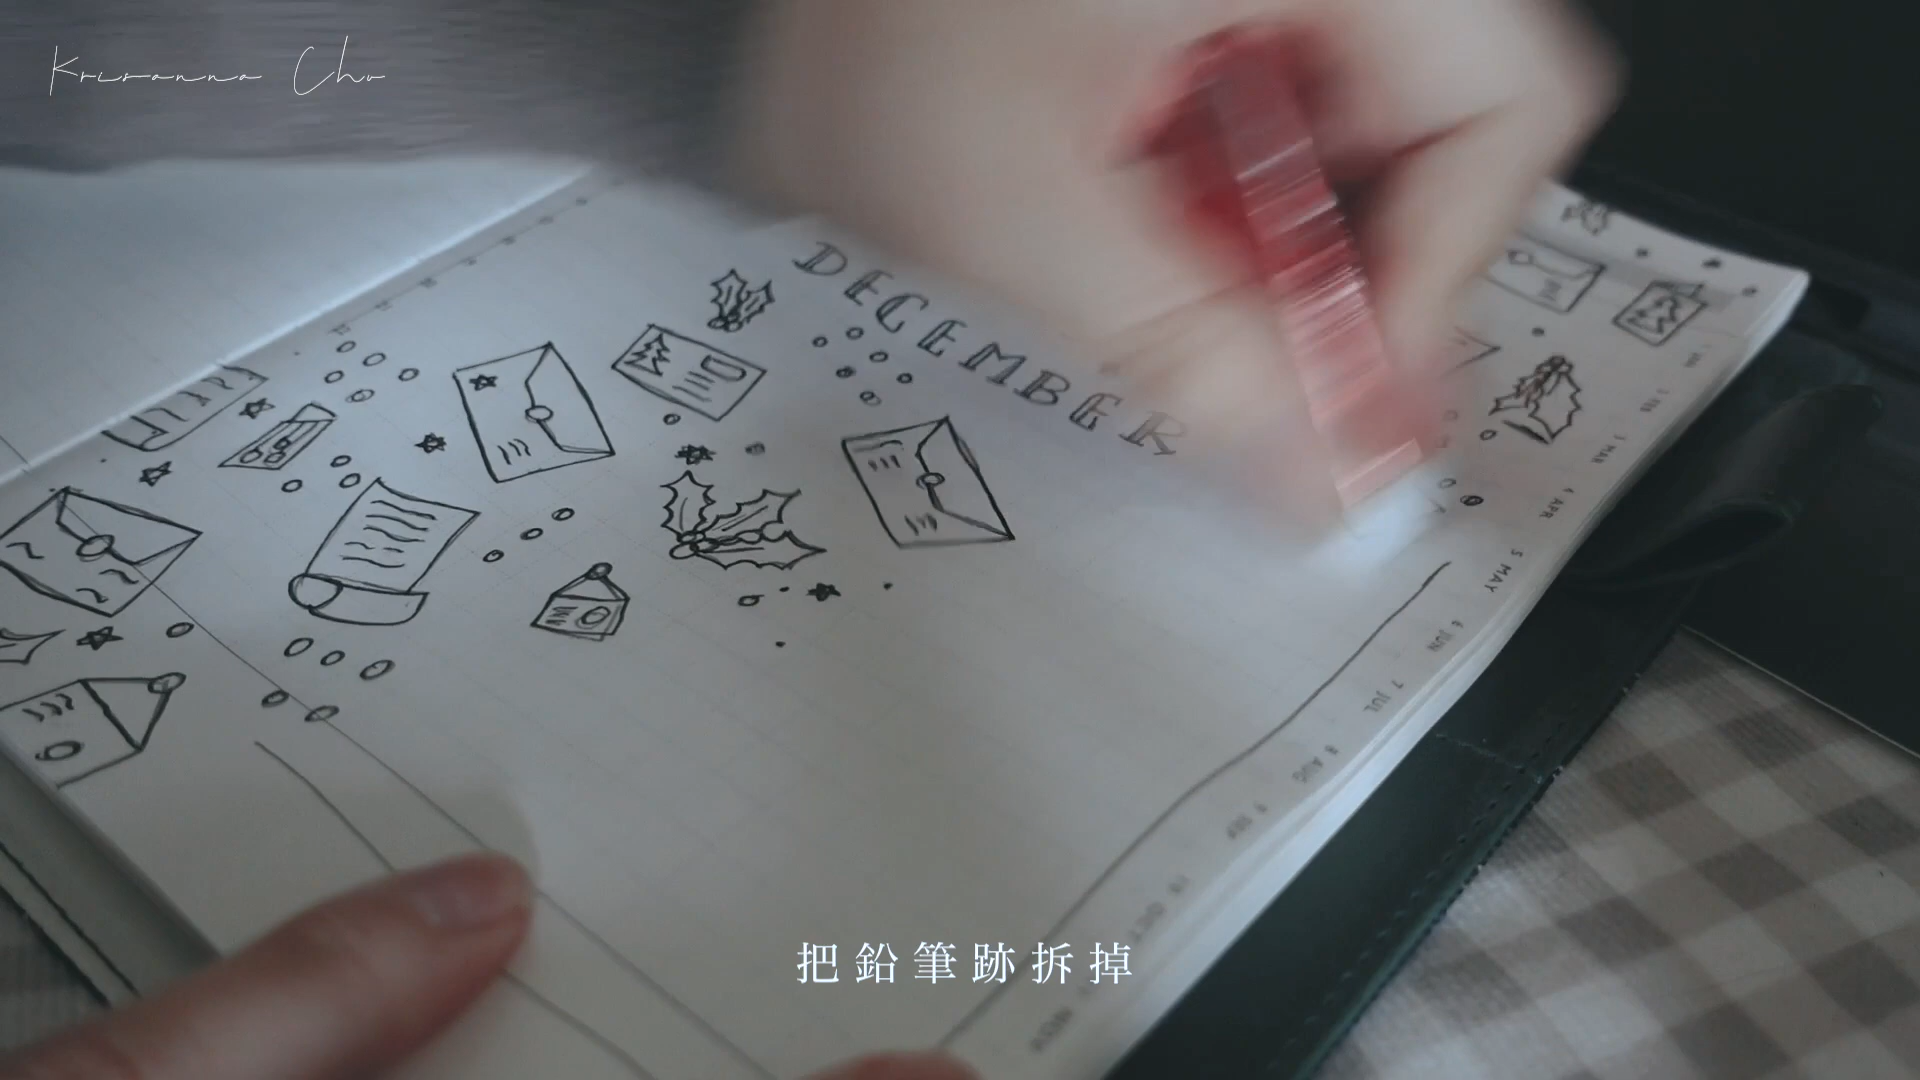 Krisanna Chu
DECEMBER
3 MAR
4 APR
5 MAY
6 JUN
7 JUL
8 AUG
把鉛筆跡拆掉